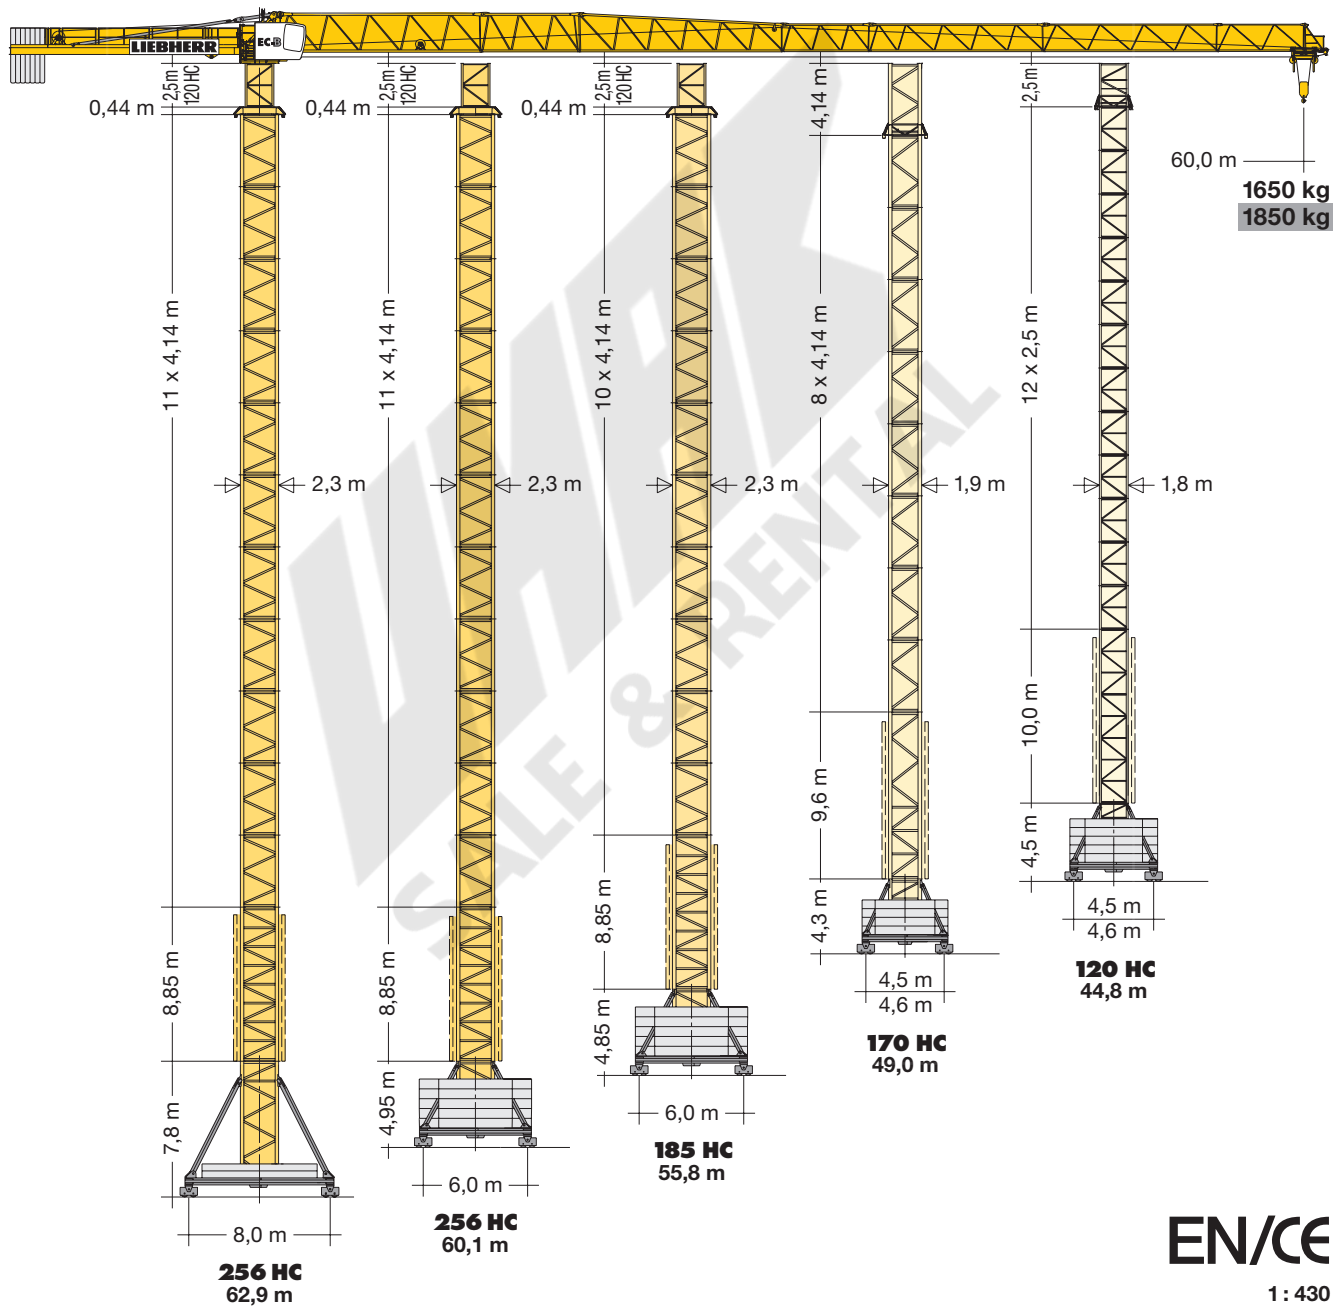 LIEBHERR
EC-B
2,5 m
120 HC
2,5 m
120 HC
2,5 m
120 HC
4,14 m
2,5 m
0,44 m
0,44 m
0,44 m
60,0 m
1650 kg
1850 kg
11 x 4,14 m
11 x 4,14 m
10 x 4,14 m
8 x 4,14 m
12 x 2,5 m
2,3 m
2,3 m
2,3 m
1,9 m
1,8 m
UHAK
SALE & RENTAL
8,85 m
8,85 m
8,85 m
9,6 m
10,0 m
7,8 m
4,95 m
4,85 m
4,3 m
4,5 m
4,5 m
4,6 m
120 HC
44,8 m
4,5 m
4,6 m
170 HC
49,0 m
6,0 m
185 HC
55,8 m
6,0 m
256 HC
60,1 m
8,0 m
256 HC
62,9 m
EN/CE
1 : 430